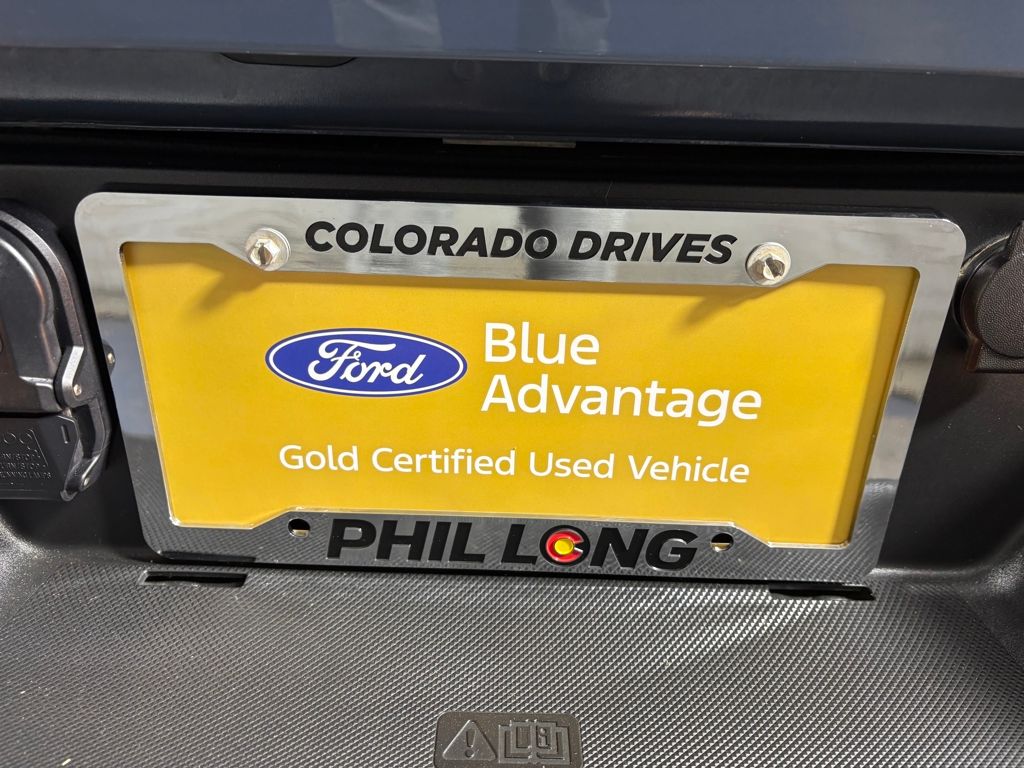 COLORADO DRIVES
Ford
Blue
Advantage
Gold Certified Used Vehicle
PHIL LONG